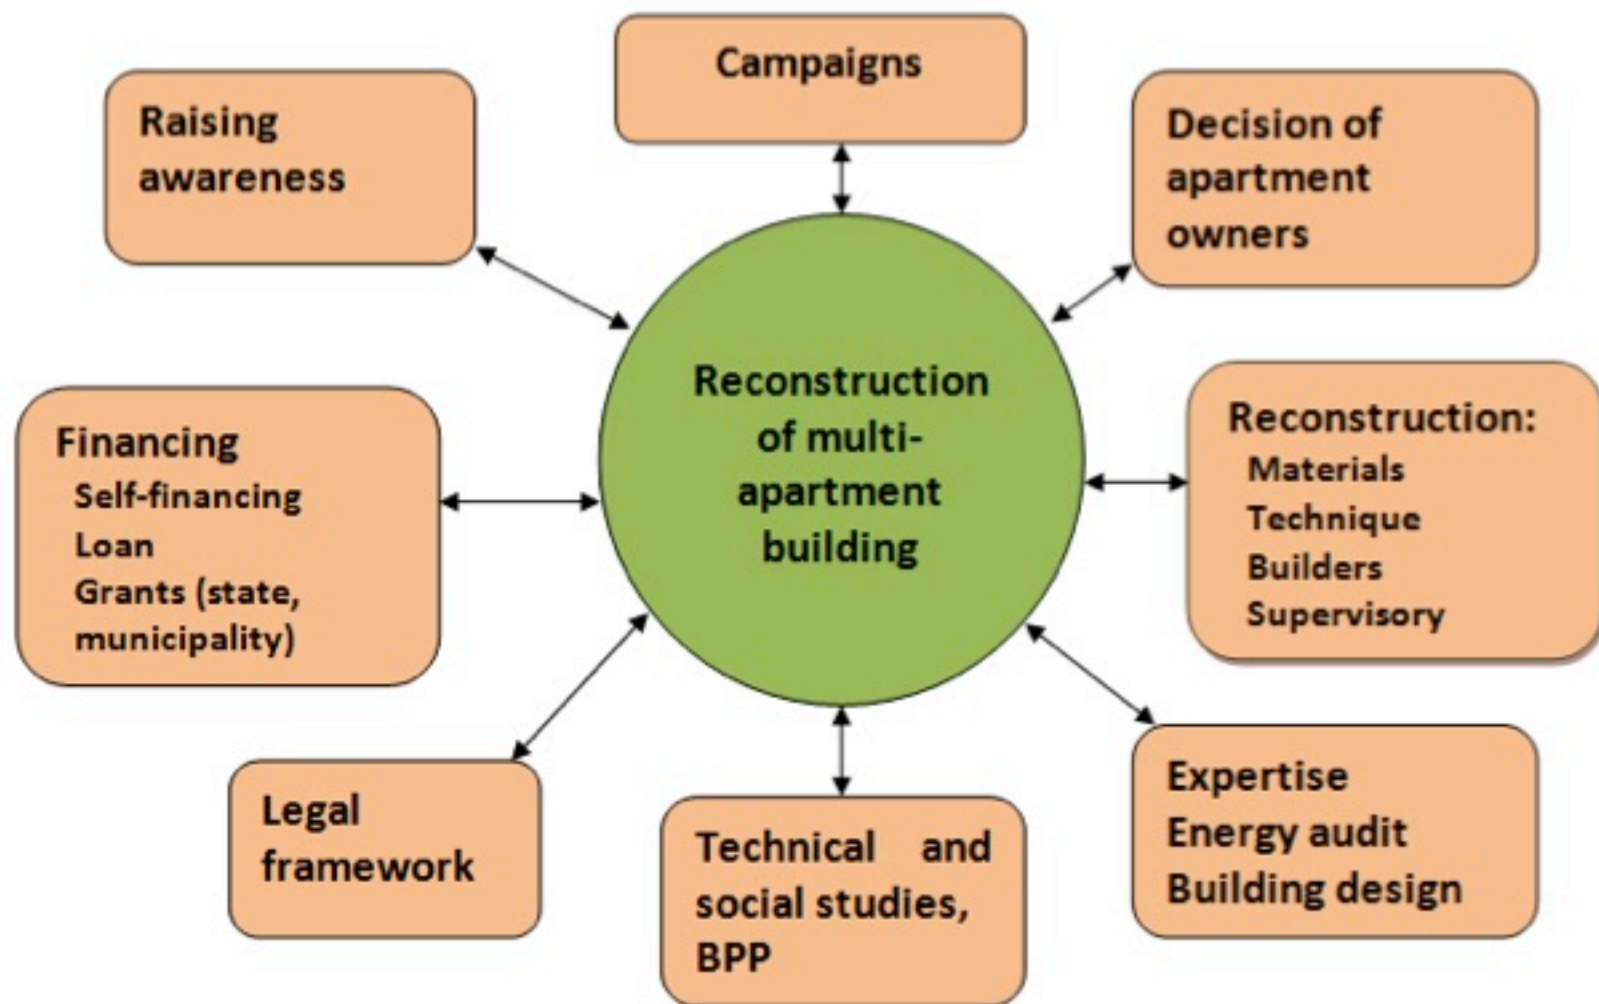 Campaigns
Raising
awareness
Decision of
apartment
owners
Reconstruction
of multi-
apartment
building
Financing
Self-financing
Loan
Grants (state,
municipality)
Reconstruction:
Materials
Technique
Builders
Supervisory
Legal
framework
Technical and
social studies,
BPP
Expertise
Energy audit
Building design